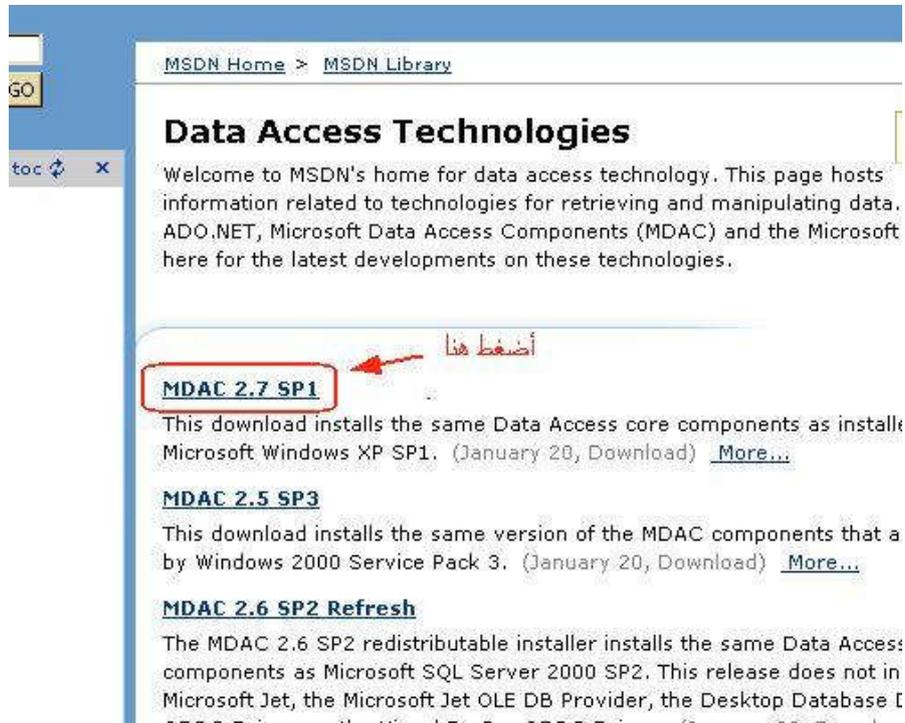 GO
MSDN Home > MSDN Library
Data Access Technologies
toc
Welcome to MSDN's home for data access technology. This page hosts
information related to technologies for retrieving and manipulating data.
ADO.NET, Microsoft Data Access Components (MDAC) and the Microsoft
here for the latest developments on these technologies.
أضغط هنا
MDAC 2.7 SP1
This download installs the same Data Access core components as installe
Microsoft Windows XP SP1. (January 20, Download) More...
MDAC 2.5 SP3
This download installs the same version of the MDAC components that a
by Windows 2000 Service Pack 3. (January 20, Download) More...
MDAC 2.6 SP2 Refresh
The MDAC 2.6 SP2 redistributable installer installs the same Data Access
components as Microsoft SQL Server 2000 SP2. This release does not in
Microsoft Jet, the Microsoft Jet OLE DB Provider, the Desktop Database D